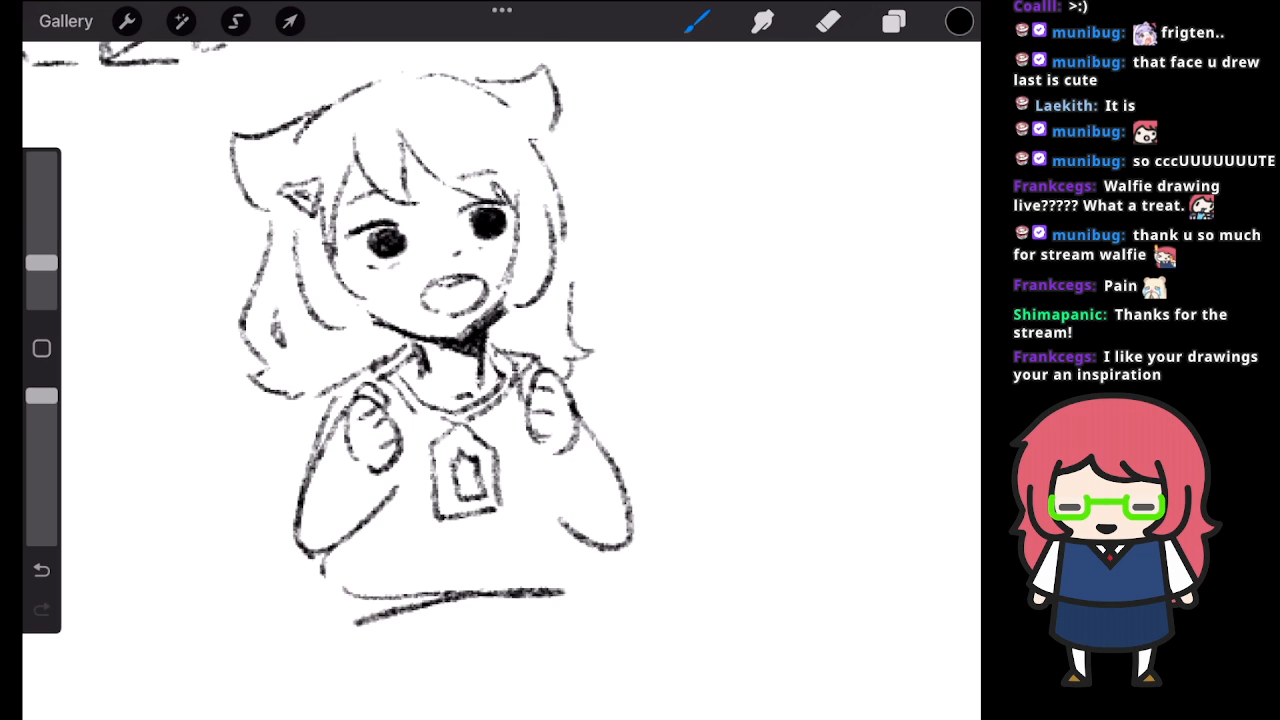 Gallery
Coalll: >:)
munibug: frigten..
munibug: that face u drew
last is cute
Laekith: It is
munibug:
munibug: so cccUUUUUUUTE
Frankcegs: Walfie drawing
live????? What a treat.
munibug: thank u so much
for stream walfie
Frankcegs: Pain
Shimapanic: Thanks for the
stream!
Frankcegs: I like your drawings
your an inspiration